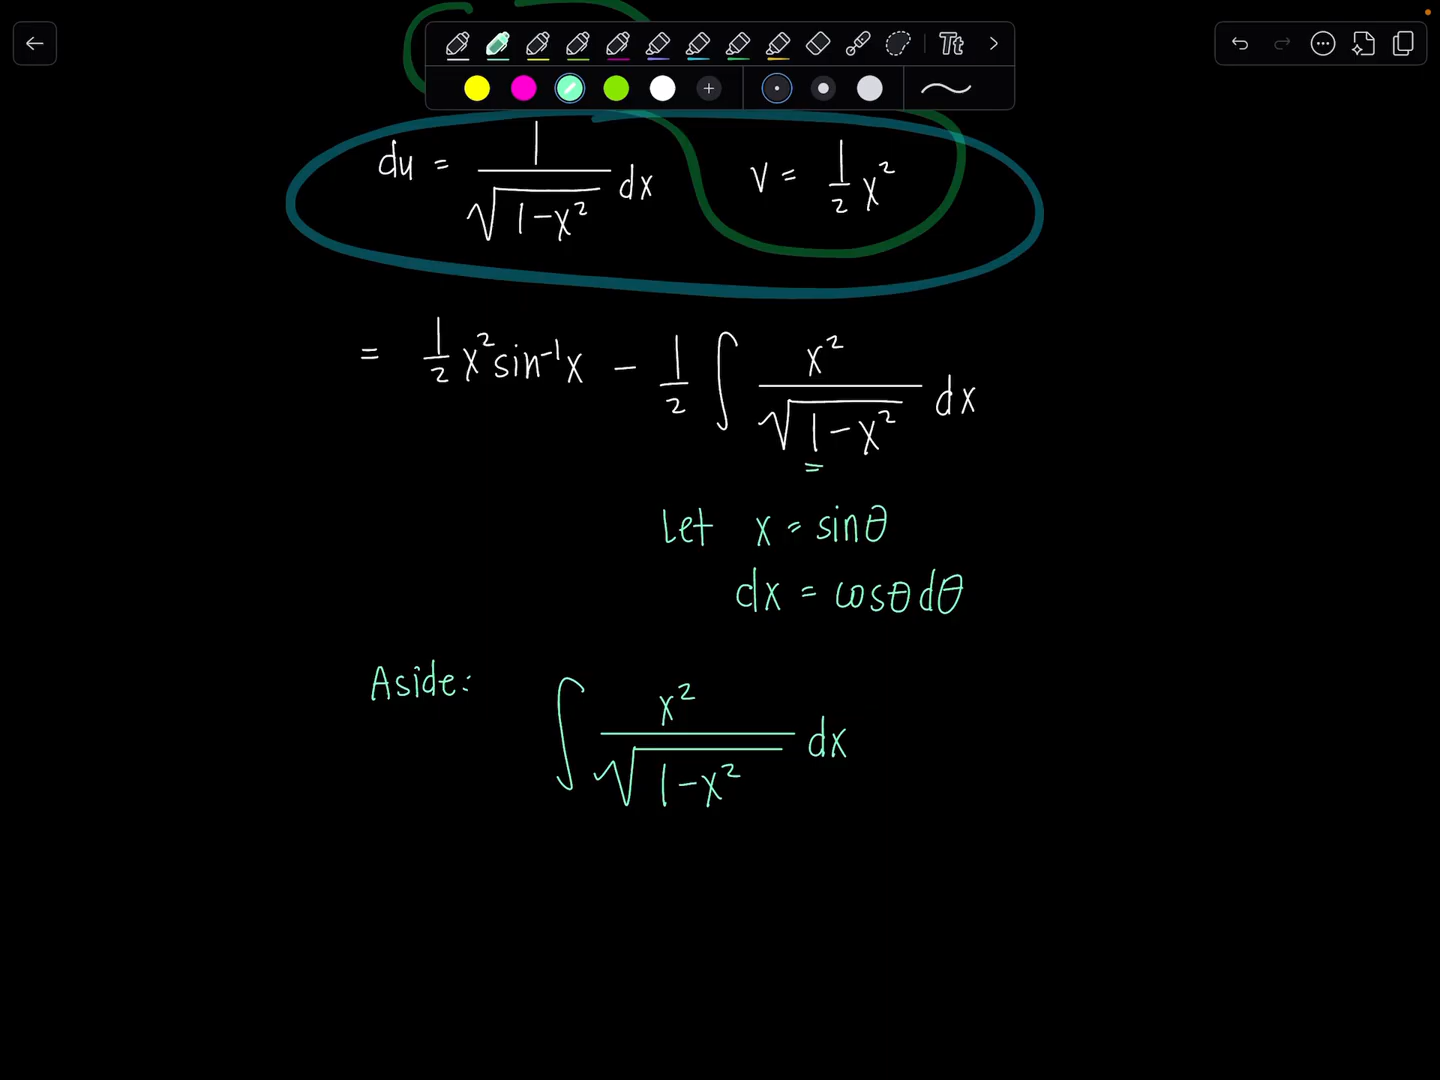 Tt
du = 1/√(1-x²) dx    v = 1/2 x²
= 1/2 x² sin⁻¹x - 1/2 ∫ x²/√(1-x²) dx
Let x = sinθ
dx = cosθ dθ
Aside: ∫ x²/√(1-x²) dx